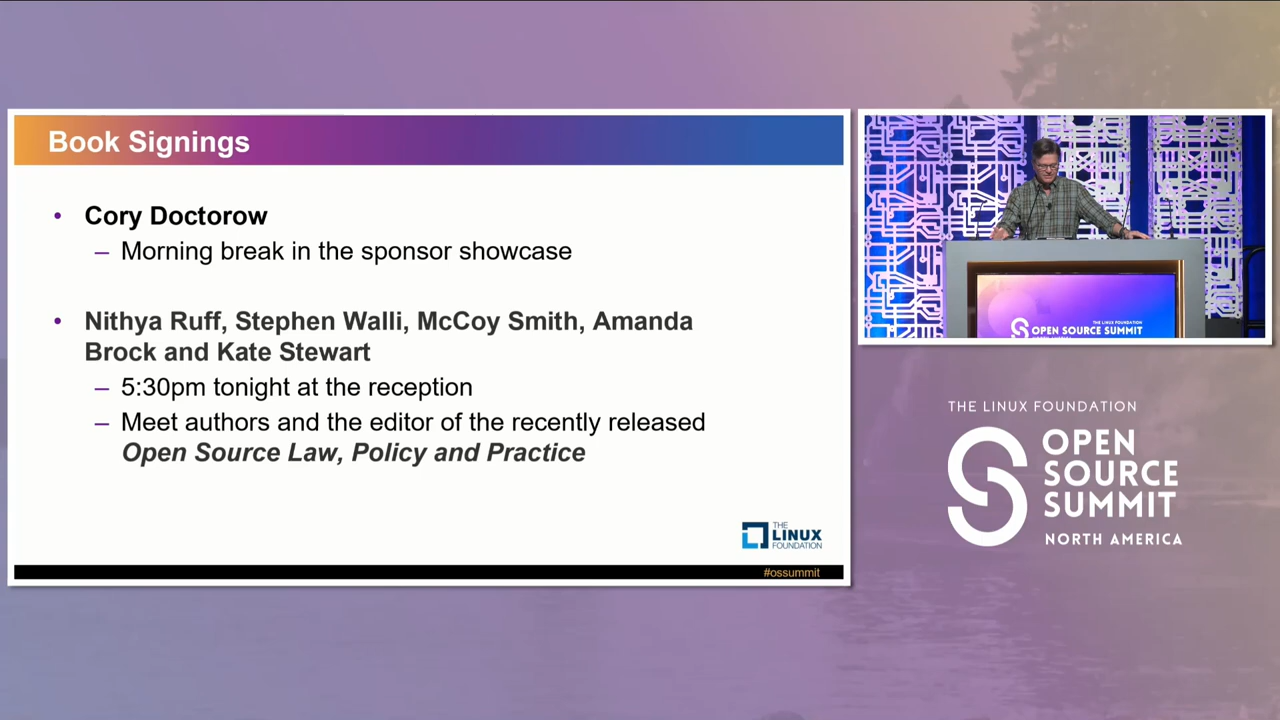 Book Signings
• Cory Doctorow
– Morning break in the sponsor showcase
• Nithya Ruff, Stephen Walli, McCoy Smith, Amanda
Brock and Kate Stewart
– 5:30pm tonight at the reception
– Meet authors and the editor of the recently released
Open Source Law, Policy and Practice
THE
LINUX
FOUNDATION
#ossummit
THE LINUX FOUNDATION
OPEN SOURCE SUMMIT
THE LINUX FOUNDATION
OPEN
SOURCE
SUMMIT
NORTH AMERICA